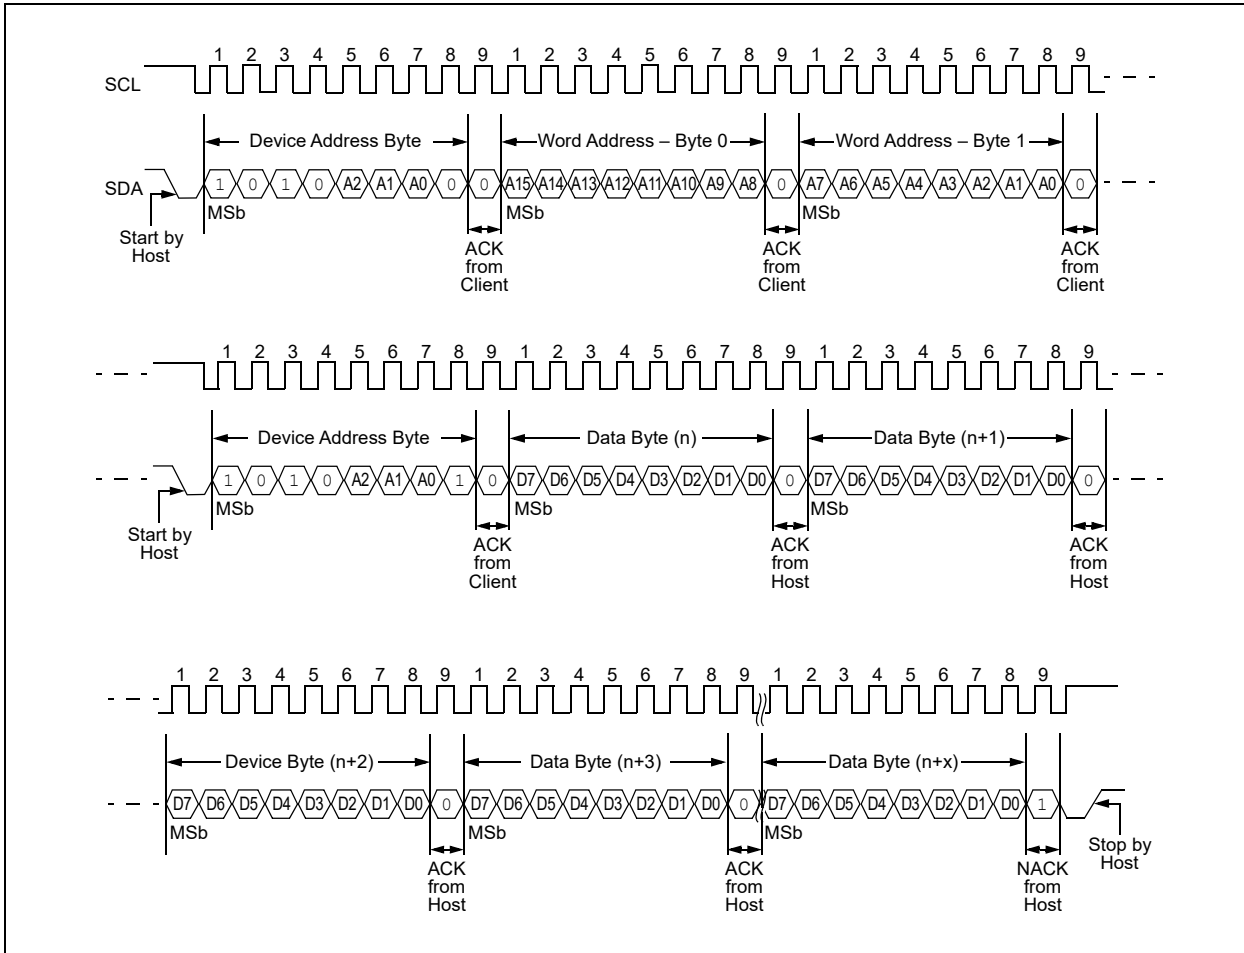 1 2 3 4 5 6 7 8 9 1 2 3 4 5 6 7 8 9 1 2 3 4 5 6 7 8 9
SCL
Device Address Byte Word Address – Byte 0 Word Address – Byte 1
SDA 1 0 1 0 A2 A1 A0 0 0 A15 A14 A13 A12 A11 A10 A9 A8 0 A7 A6 A5 A4 A3 A2 A1 A0 0
MSb MSb MSb
Start by
Host
ACK
from
Client
ACK
from
Client
ACK
from
Client
1 2 3 4 5 6 7 8 9 1 2 3 4 5 6 7 8 9 1 2 3 4 5 6 7 8 9
Device Address Byte Data Byte (n) Data Byte (n+1)
1 0 1 0 A2 A1 A0 1 0 D7 D6 D5 D4 D3 D2 D1 D0 0 D7 D6 D5 D4 D3 D2 D1 D0 0
MSb MSb MSb
Start by
Host
ACK
from
Client
ACK
from
Host
ACK
from
Host
1 2 3 4 5 6 7 8 9 1 2 3 4 5 6 7 8 9 1 2 3 4 5 6 7 8 9
Device Byte (n+2) Data Byte (n+3) Data Byte (n+x)
D7 D6 D5 D4 D3 D2 D1 D0 0 D7 D6 D5 D4 D3 D2 D1 D0 0 D7 D6 D5 D4 D3 D2 D1 D0 1
MSb MSb MSb
ACK
from
Host
ACK
from
Host
NACK
from
Host
Stop by
Host